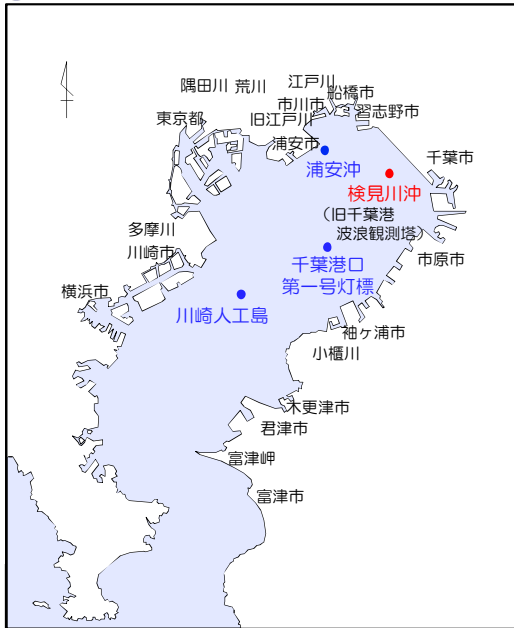 隅田川 荒川
江戸川
船橋市
市川市
習志野市
東京都
旧江戸川
浦安市
浦安沖
千葉市
検見川沖
（旧千葉港
波浪観測塔）
多摩川
川崎市
千葉港口
第一号灯標
市原市
横浜市
川崎人工島
袖ヶ浦市
小櫃川
木更津市
君津市
富津岬
富津市